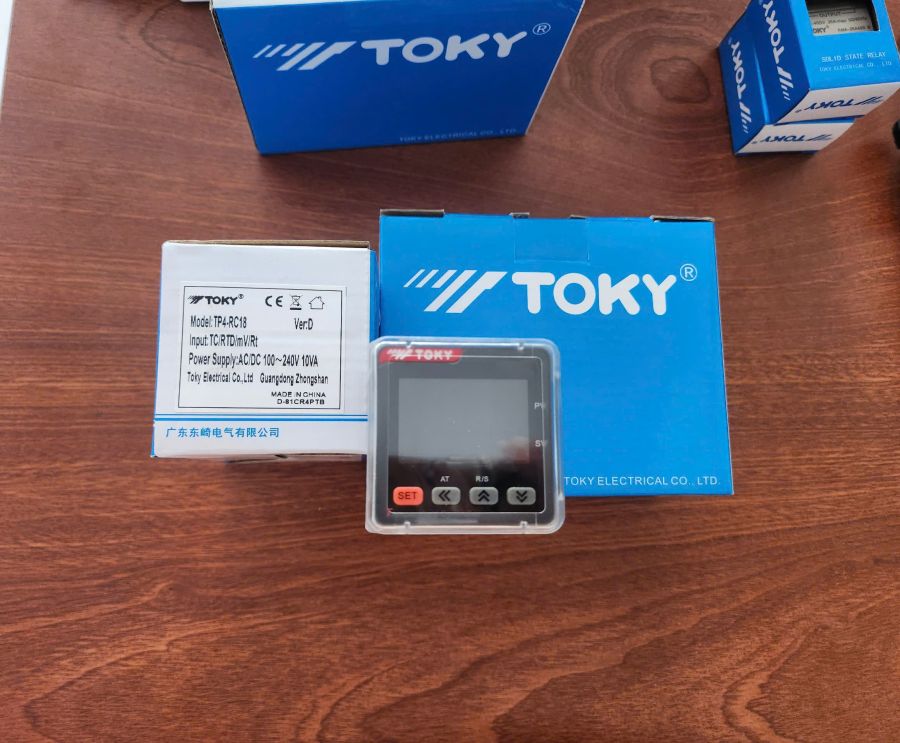 TOKY®
TOKY ELECTRICAL CO., LTD
OUTPUT
TOKY
SOLID STATE RELAY
TOKY ELECTRICAL CO., LTD
TOKY
TOKY
TOKY
TOKY®
CE
Model:TP4-RC18 Ver:D
Input:TC/RTD/mV/Rt
Power Supply:AC/DC 100～240V 10VA
Toky Electrical Co.,Ltd Guangdong Zhongshan
MADE IN CHINA
D-81CR4PTB
广东东崎电气有限公司
TOKY®
TOKY ELECTRICAL CO., LTD.
TOKY
PV
SV
AT R/S
SET